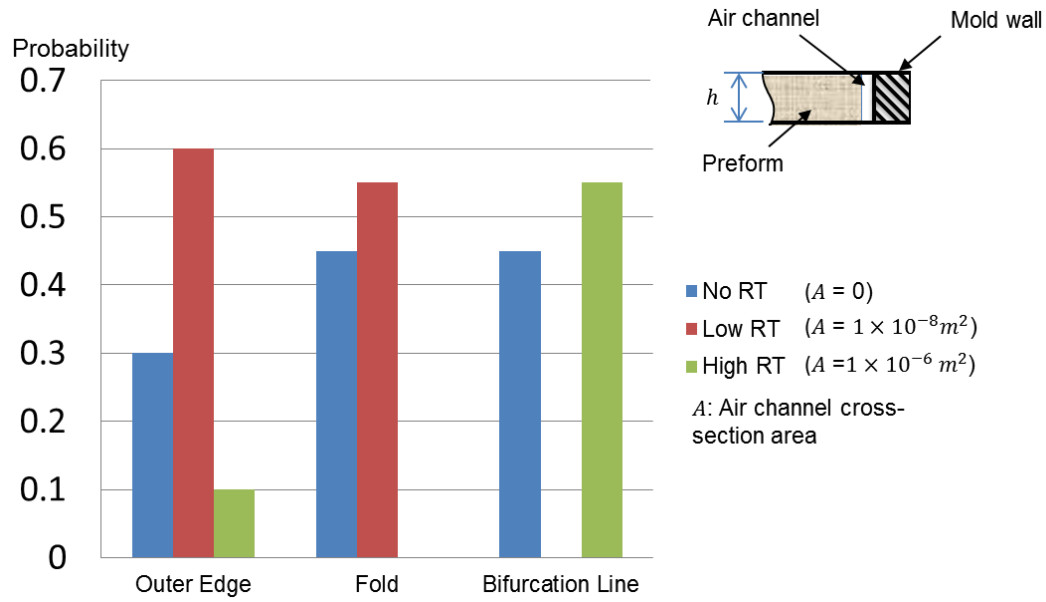 Probability
0.7
0.6
0.5
0.4
0.3
0.2
0.1
0
Outer Edge
Fold
Bifurcation Line
Air channel
Mold wall
h
Preform
No RT (A = 0)
Low RT (A = 1 × 10⁻⁸m²)
High RT (A =1 × 10⁻⁶ m²)
A: Air channel cross-
section area